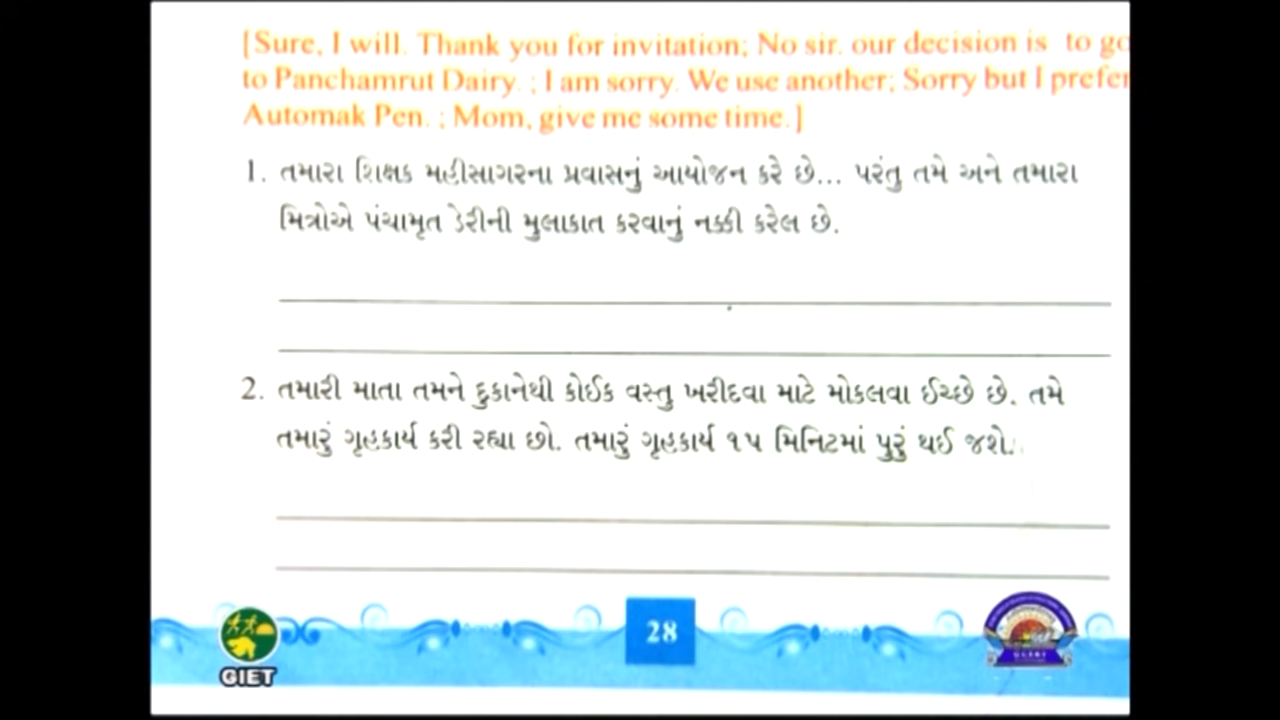 [Sure, I will. Thank you for invitation; No sir. our decision is to go
to Panchamrut Dairy. ; I am sorry. We use another; Sorry but I prefer
Automak Pen. ; Mom, give me some time.]
1. તમારા શિક્ષક મહીસાગરના પ્રવાસનું આયોજન કરે છે... પરંતુ તમે અને તમારા
મિત્રોએ પંચામૃત ડેરીની મુલાકાત કરવાનું નક્કી કરેલ છે.
2. તમારી માતા તમને દુકાનેથી કોઈક વસ્તુ ખરીદવા માટે મોકલવા ઈચ્છે છે. તમે
તમારું ગૃહકાર્ય કરી રહ્યા છો. તમારું ગૃહકાર્ય ૧૫ મિનિટમાં પુરું થઈ જશે.
28
GIET